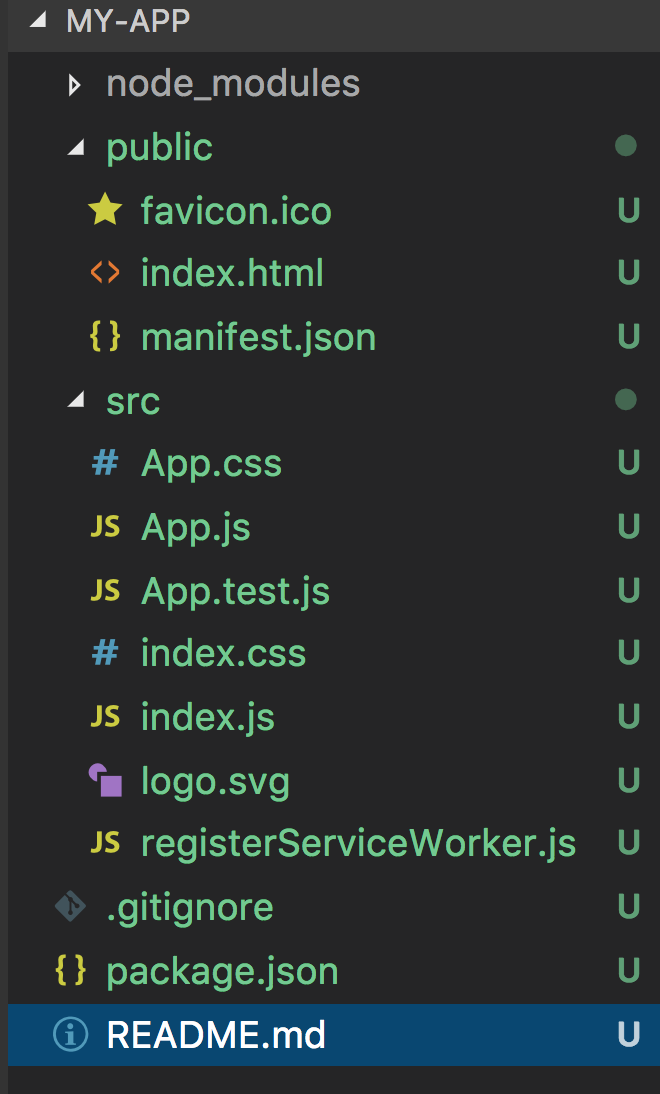 MY-APP
node_modules
public
favicon.ico U
index.html U
{} manifest.json U
src
# App.css U
JS App.js U
JS App.test.js U
# index.css U
JS index.js U
logo.svg U
JS registerServiceWorker.js U
.gitignore U
{} package.json U
README.md U